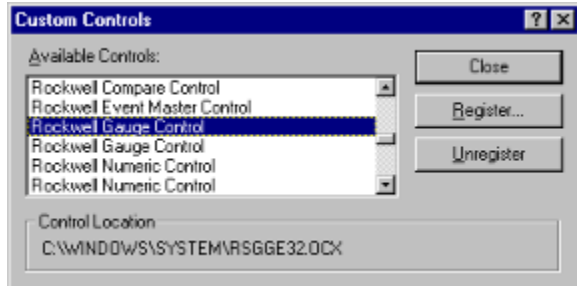 Custom Controls
Available Controls:
Rockwell Compare Control
Rockwell Event Master Control
Rockwell Gauge Control
Rockwell Gauge Control
Rockwell Numeric Control
Rockwell Numeric Control
Close
Register...
Unregister
Control Location
C:\WINDOWS\SYSTEM\RSGGE32.OCX